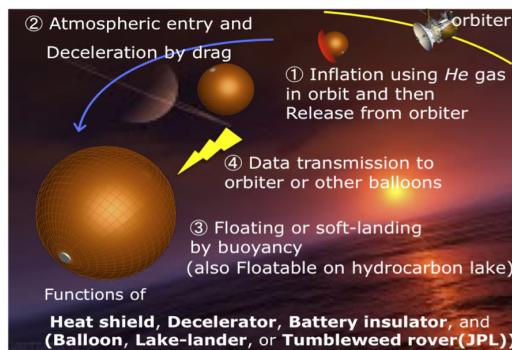 ② Atmospheric entry and
Deceleration by drag
orbiter
① Inflation using He gas
in orbit and then
Release from orbiter
④ Data transmission to
orbiter or other balloons
③ Floating or soft-landing
by buoyancy
(also Floatable on hydrocarbon lake)
Functions of
Heat shield, Decelerator, Battery insulator, and
(Balloon, Lake-lander, or Tumbleweed rover(JPL))